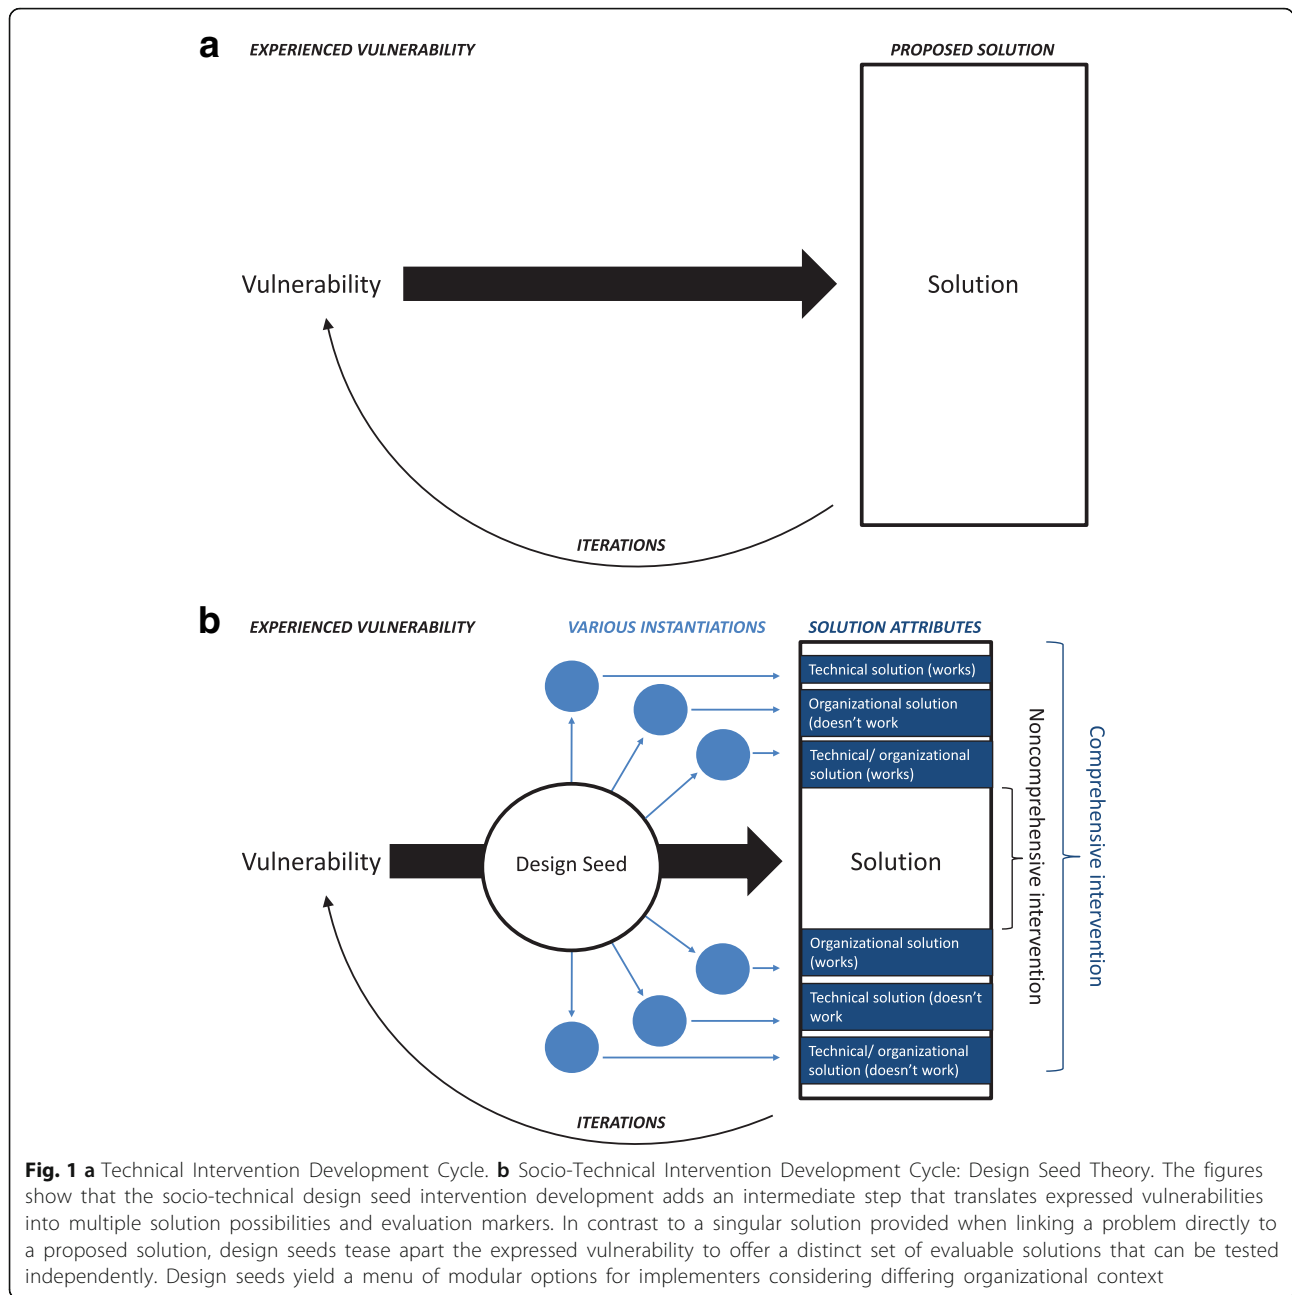 a
EXPERIENCED VULNERABILITY
PROPOSED SOLUTION
Vulnerability
Solution
ITERATIONS
b
EXPERIENCED VULNERABILITY
VARIOUS INSTANTIATIONS
SOLUTION ATTRIBUTES
Technical solution (works)
Organizational solution
(doesn't work
Technical/ organizational
solution (works)
Vulnerability
Design Seed
Solution
Organizational solution
(works)
Technical solution (doesn't
work
Technical/ organizational
solution (doesn't work)
Noncomprehensive intervention
Comprehensive intervention
ITERATIONS
Fig. 1 a Technical Intervention Development Cycle. b Socio-Technical Intervention Development Cycle: Design Seed Theory. The figures
show that the socio-technical design seed intervention development adds an intermediate step that translates expressed vulnerabilities
into multiple solution possibilities and evaluation markers. In contrast to a singular solution provided when linking a problem directly to
a proposed solution, design seeds tease apart the expressed vulnerability to offer a distinct set of evaluable solutions that can be tested
independently. Design seeds yield a menu of modular options for implementers considering differing organizational context